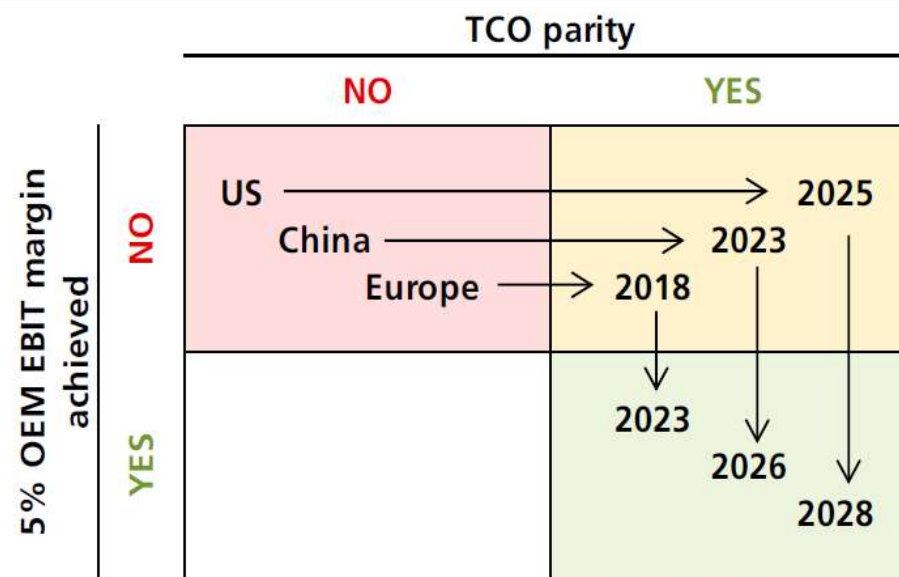 TCO parity
NO
YES
5% OEM EBIT margin
achieved
NO
YES
US
2025
China
2023
Europe
2018
2023
2026
2028